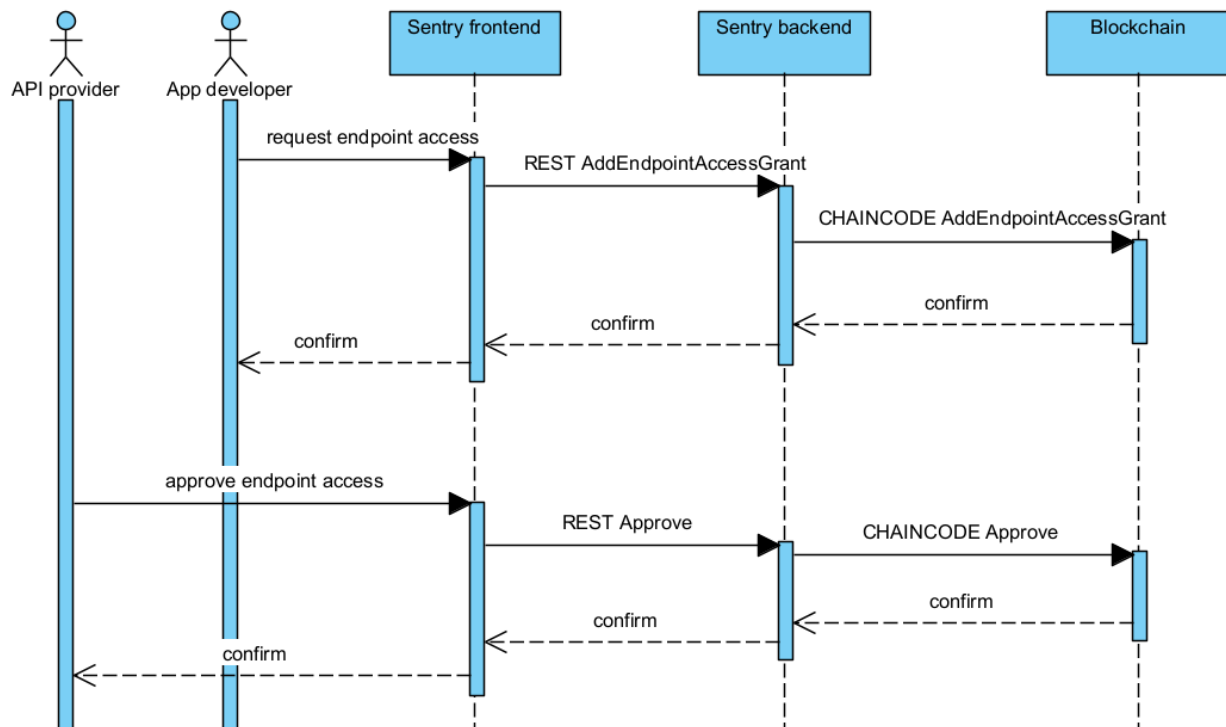 Sentry frontend
Sentry backend
Blockchain
API provider
App developer
request endpoint access
REST AddEndpointAccessGrant
CHAINCODE AddEndpointAccessGrant
confirm
confirm
confirm
approve endpoint access
REST Approve
CHAINCODE Approve
confirm
confirm
confirm